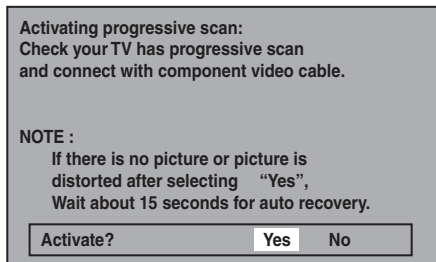 Activating progressive scan:
Check your TV has progressive scan
and connect with component video cable.
NOTE :
If there is no picture or picture is
distorted after selecting “Yes”,
Wait about 15 seconds for auto recovery.
Activate? Yes No